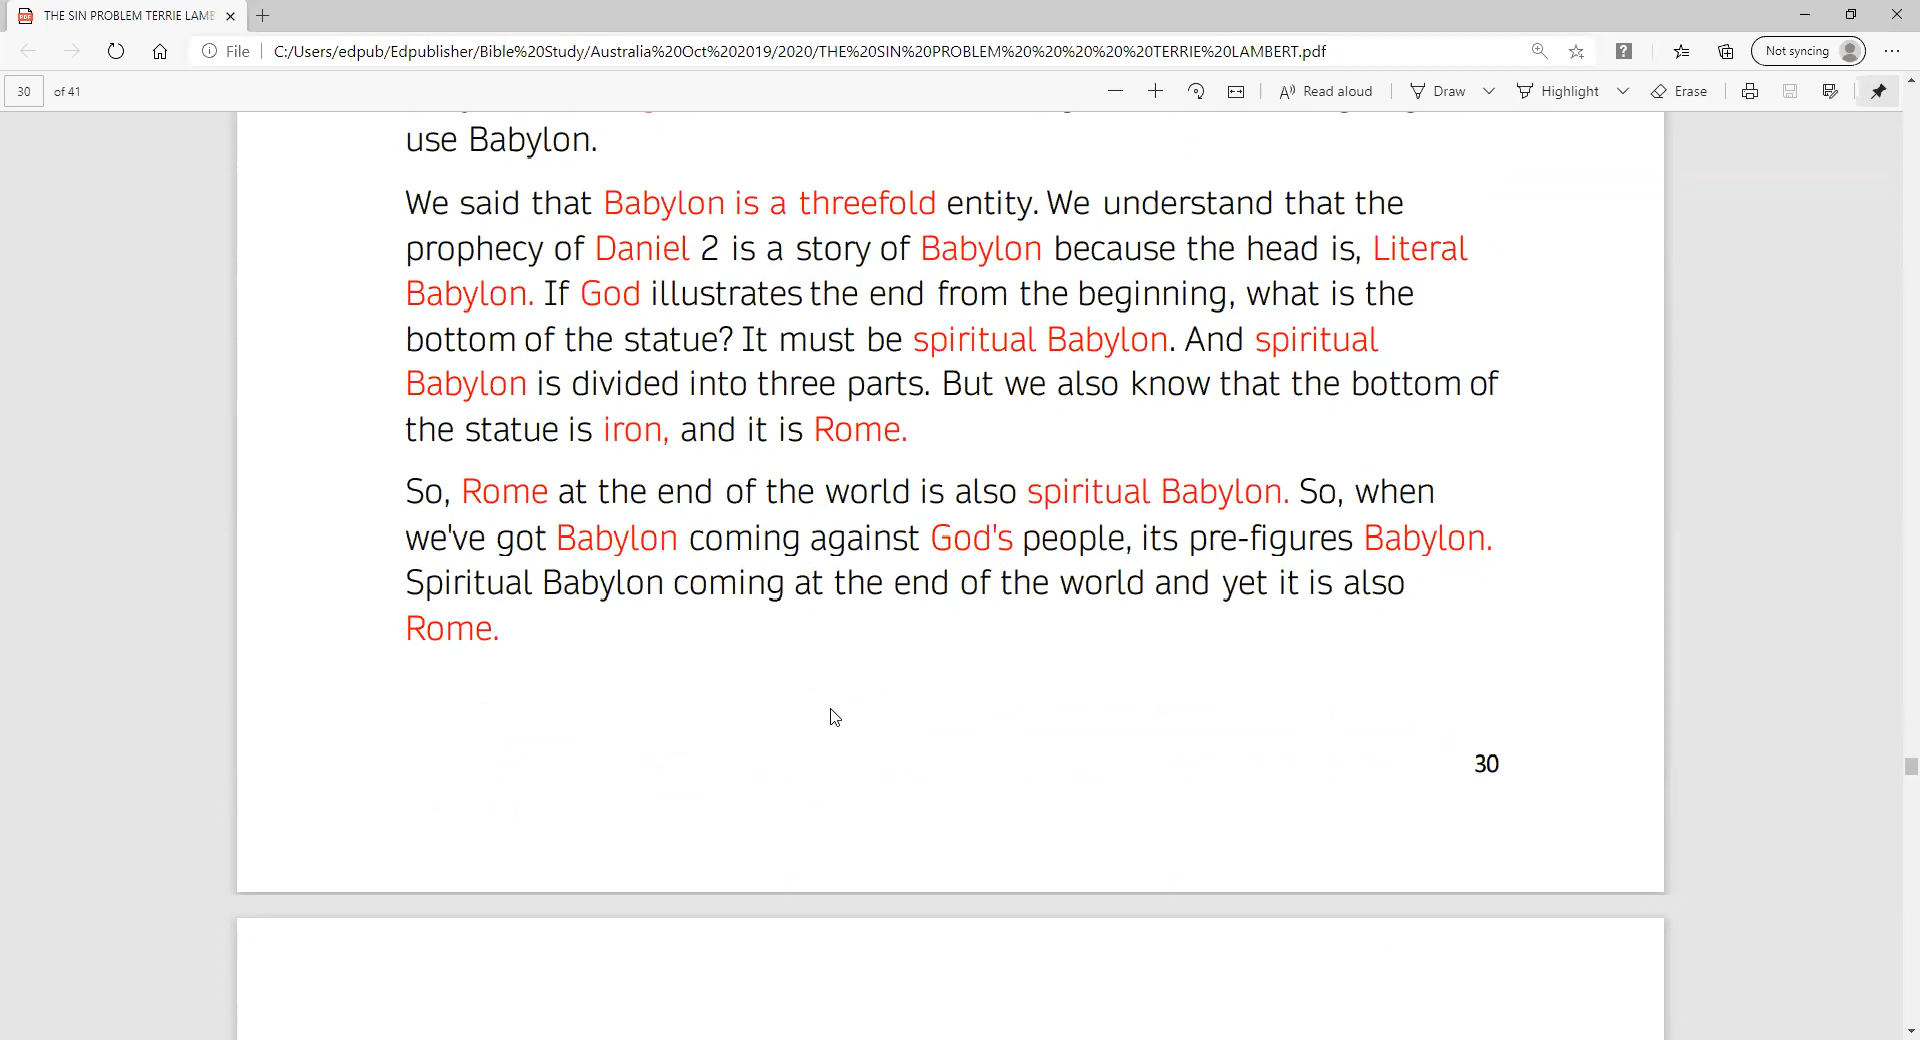 THE SIN PROBLEM TERRIE LAMB
File
C:/Users/edpub/Edpublisher/Bible%20Study/Australia%20Oct%202019/2020/THE%20SIN%20PROBLEM%20%20%20%20%20TERRIE%20LAMBERT.pdf
Not syncing
30 of 41
Read aloud
Draw
Highlight
Erase
use Babylon.
We said that Babylon is a threefold entity. We understand that the
prophecy of Daniel 2 is a story of Babylon because the head is, Literal
Babylon. If God illustrates the end from the beginning, what is the
bottom of the statue? It must be spiritual Babylon. And spiritual
Babylon is divided into three parts. But we also know that the bottom of
the statue is iron, and it is Rome.
So, Rome at the end of the world is also spiritual Babylon. So, when
we've got Babylon coming against God's people, its pre-figures Babylon.
Spiritual Babylon coming at the end of the world and yet it is also
Rome.
30